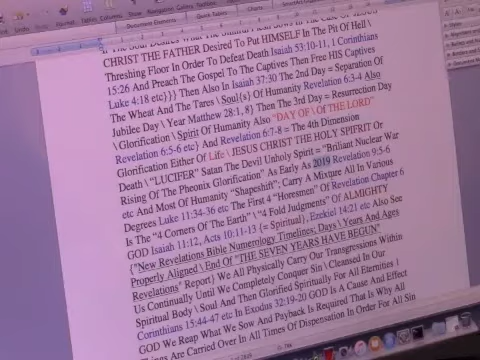 Document Elements Quick Tables Charts
CHRIST THE FATHER Desired To Put HIMSELF In The Pit Of Hell \
Threshing Floor In Order To Defeat Death Isaiah 53:10-11, 1 Corinthians
15:26 And Preach The Gospel To The Captives Then Free HIS Captives
Luke 4:18 etc}}} Then Also In Isaiah 37:30 The 2nd Day = Separation Of
The Wheat And The Tares \ Soul{s} Of Humanity Revelation 6:3-4 Also
Jubilee Day \ Year Matthew 28:1, 8} Then The 3rd Day = Resurrection Day
\ Glorification \ Spirit Of Humanity Also "DAY OF \ Of THE LORD"
Revelation 6:5-6 etc} And Revelation 6:7-8 = The 4th Dimension
Glorification Either Of Life \ JESUS CHRIST THE HOLY SPIFRIT Or
Death \ "LUCIFER" Satan The Devil Unholy Spirit = "Brilliant Nuclear War
Rising Of The Pheonix Glorification" As Early As 2019 Revelation 9:5-6
etc And Most Of Humanity "Shapeshift"; Carry A Mixture All In Various
Degrees Luke 11:34-36 etc The First 4 "Horesmen" Of Revelation Chapter 6
Is The "4 Corners Of The Earth" \ "4 Fold Judgments" Of ALMIGHTY
GOD Isaiah 11:12, Acts 10:11-13 {= Spiritual}, Ezekiel 14:21 etc Also See
{"New Revelations Bible Numerology Timelines, Days \ Years And Ages
Properly Aligned \ End Of "THE SEVEN YEARS HAVE BEGUN"
Revelations" Report} We All Physically Carry Our Transgressions Within
Us Continually Until We Completely Conquer Sin \ Cleansed Is Our
Spiritual Body \ Soul And Then Glorified Spiritually For All Eternities 1
Corinthians 15:44-47 etc In Exodus 32:19-20 GOD Is A Cause And Effect
GOD We Reap What We Sow And Payback Is Required That Is Why All
Things Are Carried Over In All Times Of Dispensation In Order For All Sin